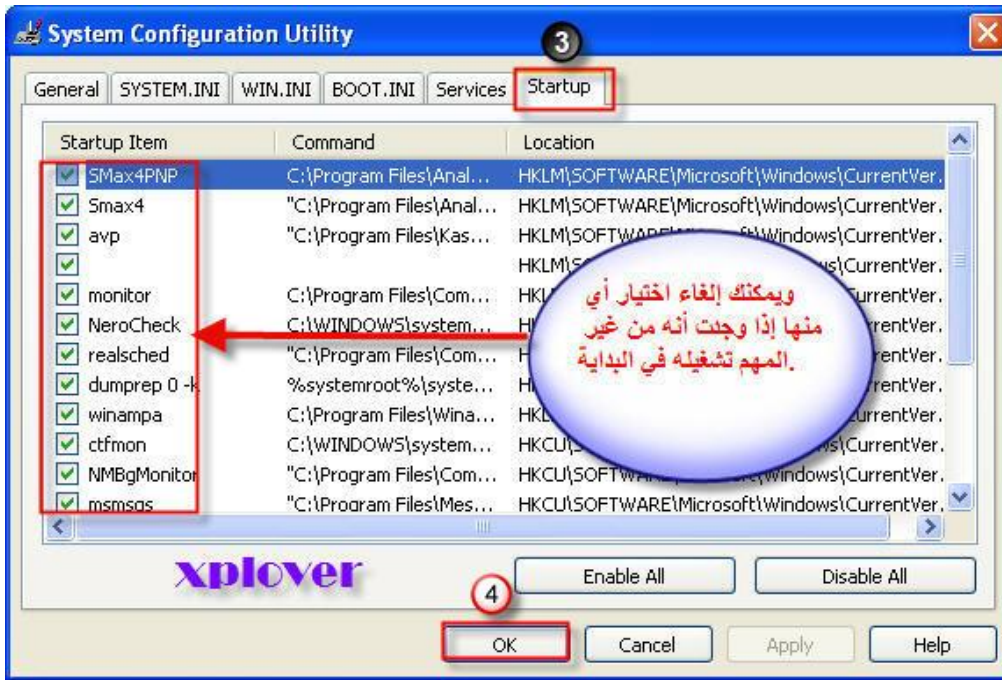 System Configuration Utility
3
General SYSTEM.INI WIN.INI BOOT.INI Services Startup
Startup Item Command Location
SMax4PNP C:\Program Files\Anal... HKLM\SOFTWARE\Microsoft\Windows\CurrentVer.
Smax4 "C:\Program Files\Anal... HKLM\SOFTWARE\Microsoft\Windows\CurrentVer.
avp "C:\Program Files\Kas... HKLM\SOFTWARE\Microsoft\Windows\CurrentVer.
monitor C:\Program Files\Com...
NeroCheck C:\WINDOWS\system...
realsched "C:\Program Files\Com...
dumprep 0 -k %systemroot%\syste...
winampa C:\Program Files\Wina...
ctfmon C:\WINDOWS\system...
NMBgMonitor "C:\Program Files\Com...
msmsgs "C:\Program Files\Mes... HKCU\SOFTWARE\Microsoft\Windows\CurrentVer.
ويمكنك إلغاء اختيار أي
منها إذا وجدت أنه من غير
المهم تشغيله في البداية.
xplover
Enable All Disable All
4
OK Cancel Apply Help